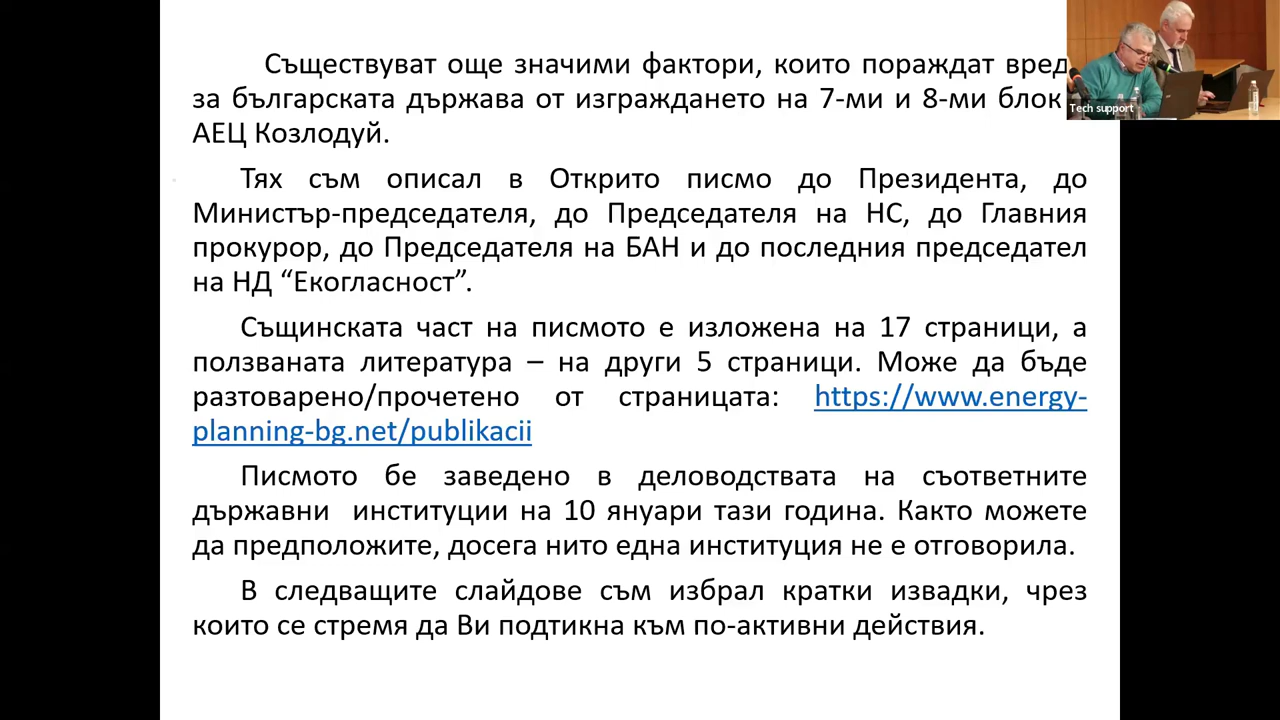 Съществуват още значими фактори, които пораждат вред
за българската държава от изграждането на 7-ми и 8-ми блок
АЕЦ Козлодуй.
Тях съм описал в Открито писмо до Президента, до
Министър-председателя, до Председателя на НС, до Главния
прокурор, до Председателя на БАН и до последния председател
на НД “Екогласност”.
Същинската част на писмото е изложена на 17 страници, а
ползваната литература – на други 5 страници. Може да бъде
разтоварено/прочетено от страницата: https://www.energy-
planning-bg.net/publikacii
Писмото бе заведено в деловодствата на съответните
държавни институции на 10 януари тази година. Както можете
да предположите, досега нито една институция не е отговорила.
В следващите слайдове съм избрал кратки извадки, чрез
които се стремя да Ви подтикна към по-активни действия.
Tech support